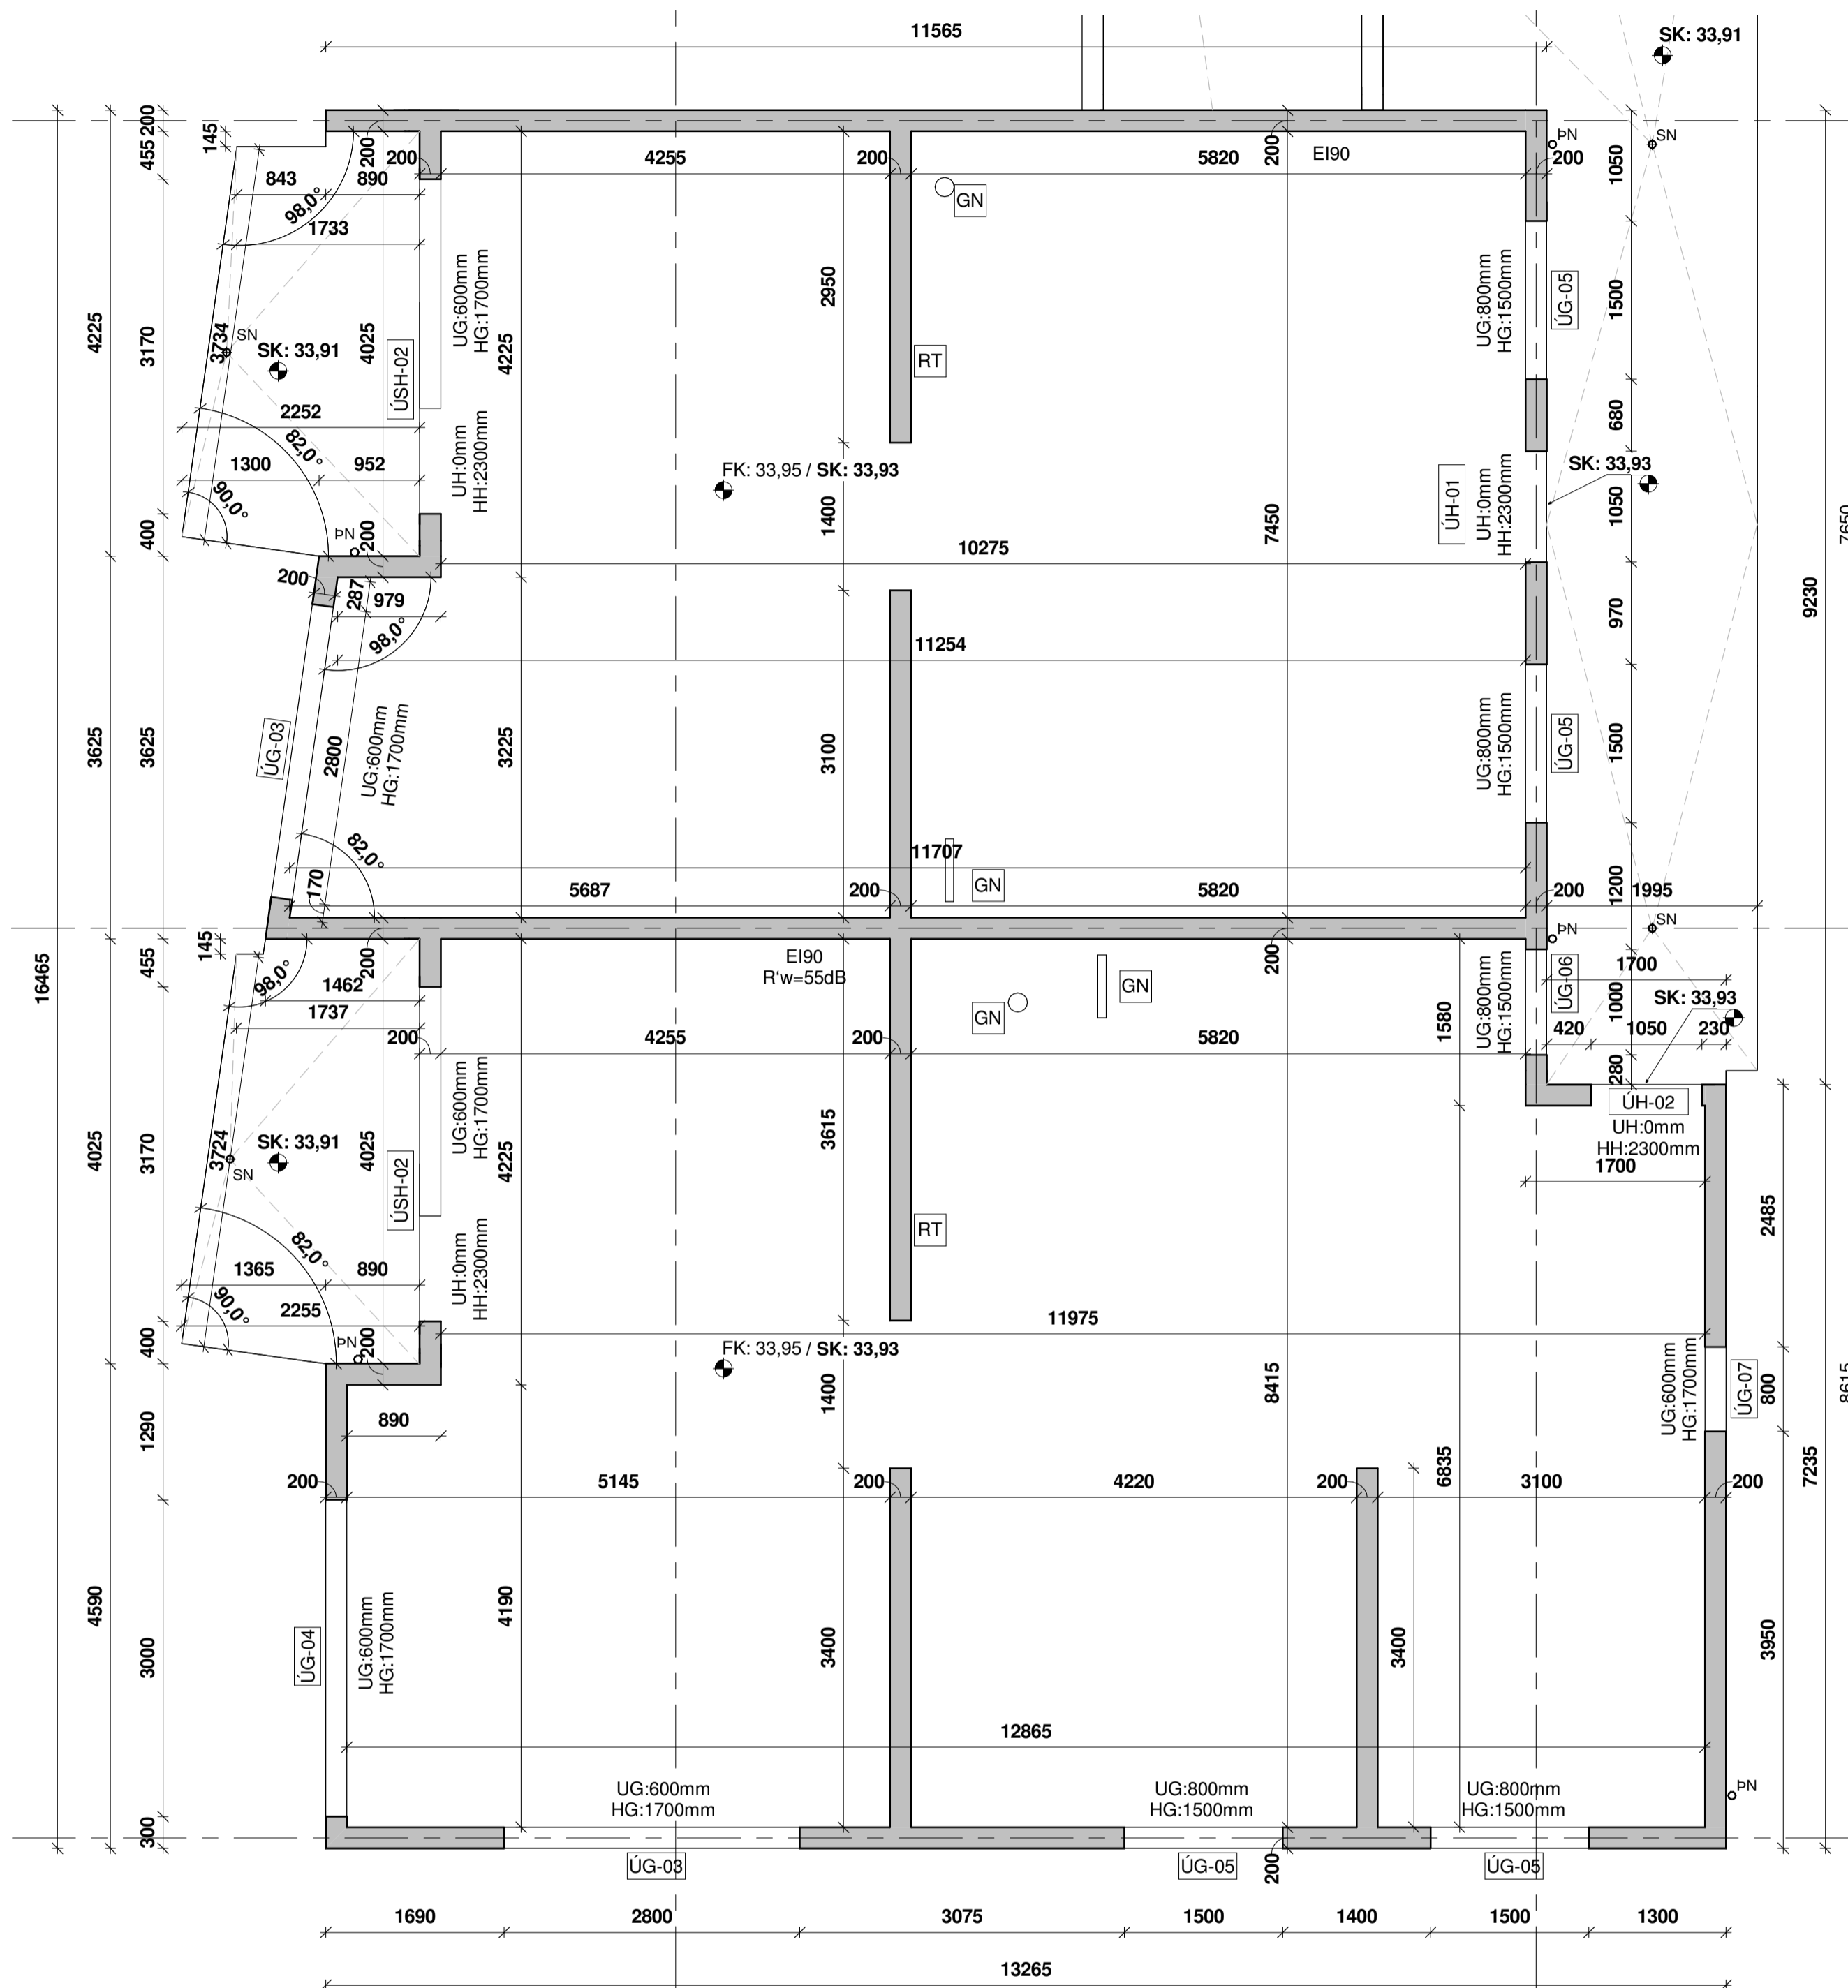 11565
SK: 33,91
200
455
145
200
200
4255
200
5820
200
EI90
ÞN
SN
200
1050
843
890
98,0°
1733
GN
UG:600mm
HG:1700mm
2950
UG:800mm
HG:1500mm
ÚG-05
1500
4225
3170
3734
SN
SK: 33,91
4025
ÚSH-02
4225
RT
2252
82,0°
1300
952
90,0°
UH:0mm
HH:2300mm
FK: 33,95 / SK: 33,93
1400
680
SK: 33,93
ÚH-01
UH:0mm
HH:2300mm
1050
7450
7650
400
ÞN
200
10275
200
287
979
98,0°
11254
970
9230
3625
3625
ÚG-03
2800
UG:600mm
HG:1700mm
3225
3100
UG:800mm
HG:1500mm
ÚG-05
1500
82,0°
170
11707
5687
200
GN
5820
200
1200
1995
16465
455
145
98,0°
200
1462
1737
EI90
R'w=55dB
GN
GN
200
ÞN
SN
1700
UG:800mm
HG:1500mm
ÚG-06
1000
SK: 33,93
420
1050
230
200
4255
200
5820
1580
280
ÚH-02
UH:0mm
HH:2300mm
1700
4025
3170
3724
SN
SK: 33,91
4025
ÚSH-02
UG:600mm
HG:1700mm
4225
3615
RT
2485
82,0°
1365
890
90,0°
2255
UH:0mm
HH:2300mm
11975
400
ÞN
200
FK: 33,95 / SK: 33,93
1400
8415
UG:600mm
HG:1700mm
ÚG-07
800
8615
1290
890
200
5145
200
4220
200
6835
3100
200
7235
4590
3000
ÚG-04
UG:600mm
HG:1700mm
4190
3400
3400
3950
12865
UG:600mm
HG:1700mm
UG:800mm
HG:1500mm
UG:800mm
HG:1500mm
ÞN
300
ÚG-03
ÚG-05
200
ÚG-05
1690
2800
3075
1500
1400
1500
1300
13265